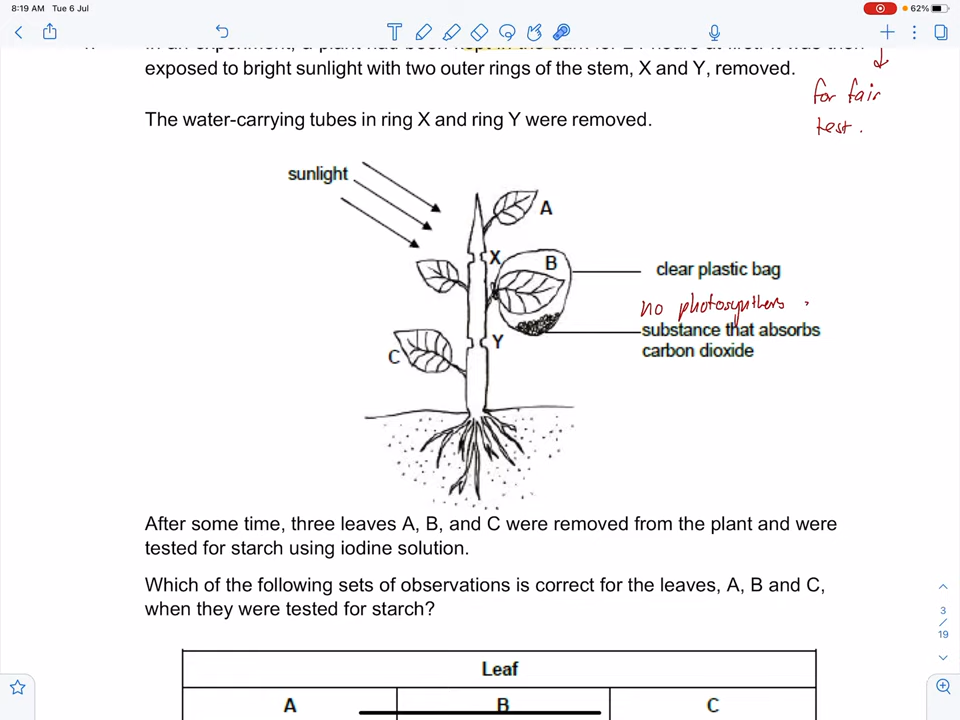 8:19 AM Tue 6 Jul
62%
exposed to bright sunlight with two outer rings of the stem, X and Y, removed.
for fair
test.
The water-carrying tubes in ring X and ring Y were removed.
sunlight
A
X
B
clear plastic bag
no
substance that absorbs
carbon dioxide
Y
C
After some time, three leaves A, B, and C were removed from the plant and were
tested for starch using iodine solution.
Which of the following sets of observations is correct for the leaves, A, B and C,
when they were tested for starch?
3
/
19
Leaf
A B C